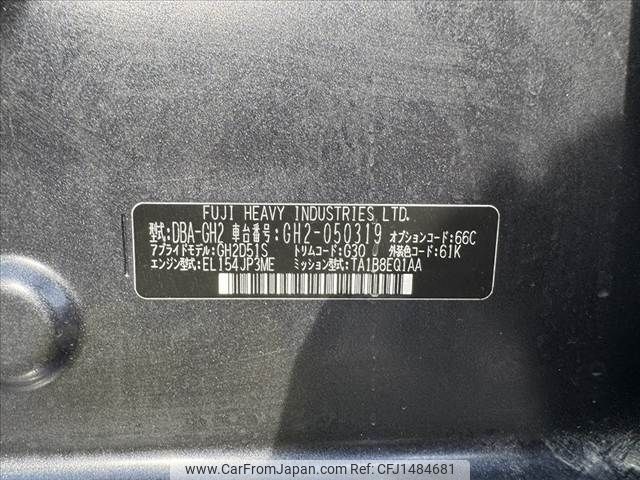 FUJI HEAVY INDUSTRIES LTD.
型式:DBA-GH2 車台番号:GH2-050319 オプションコード:66C
アプライドモデル:GH2D51S トリムコード:G30 外装色コード:61K
エンジン型式:EL154JP3ME ミッション型式:TA1B8EQ1AA
© www.CarFromJapan.com - Ref No: CFJ1484681